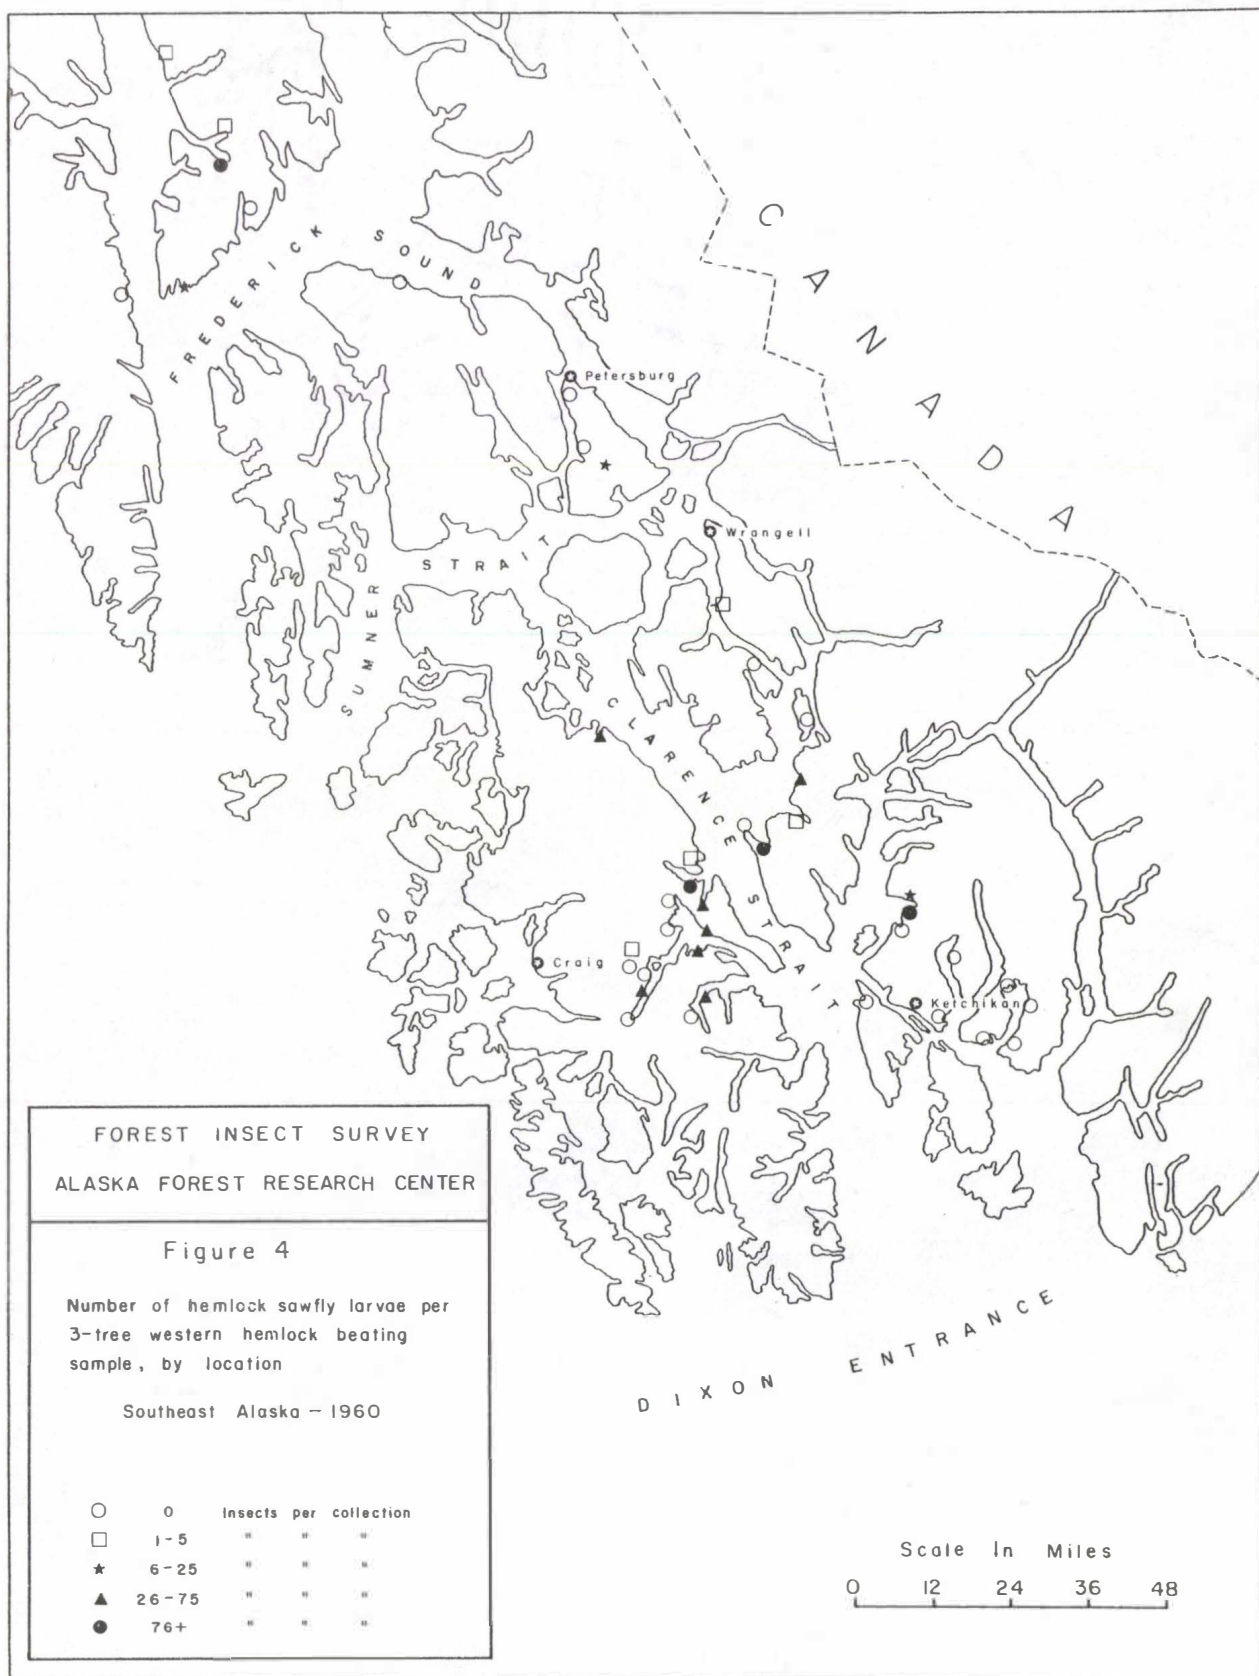 CANADA
FREDERICK SOUND
Petersburg
Wrangell
SUMNER STRAIT
CLARENCE STRAIT
Craig
Ketchikan
DIXON ENTRANCE
FOREST INSECT SURVEY
ALASKA FOREST RESEARCH CENTER
Figure 4
Number of hemlock sawfly larvae per
3-tree western hemlock beating
sample, by location
Southeast Alaska - 1960
0 Insects per collection
1-5 " " "
6-25 " " "
26-75 " " "
76+ " " "
Scale In Miles
0 12 24 36 48